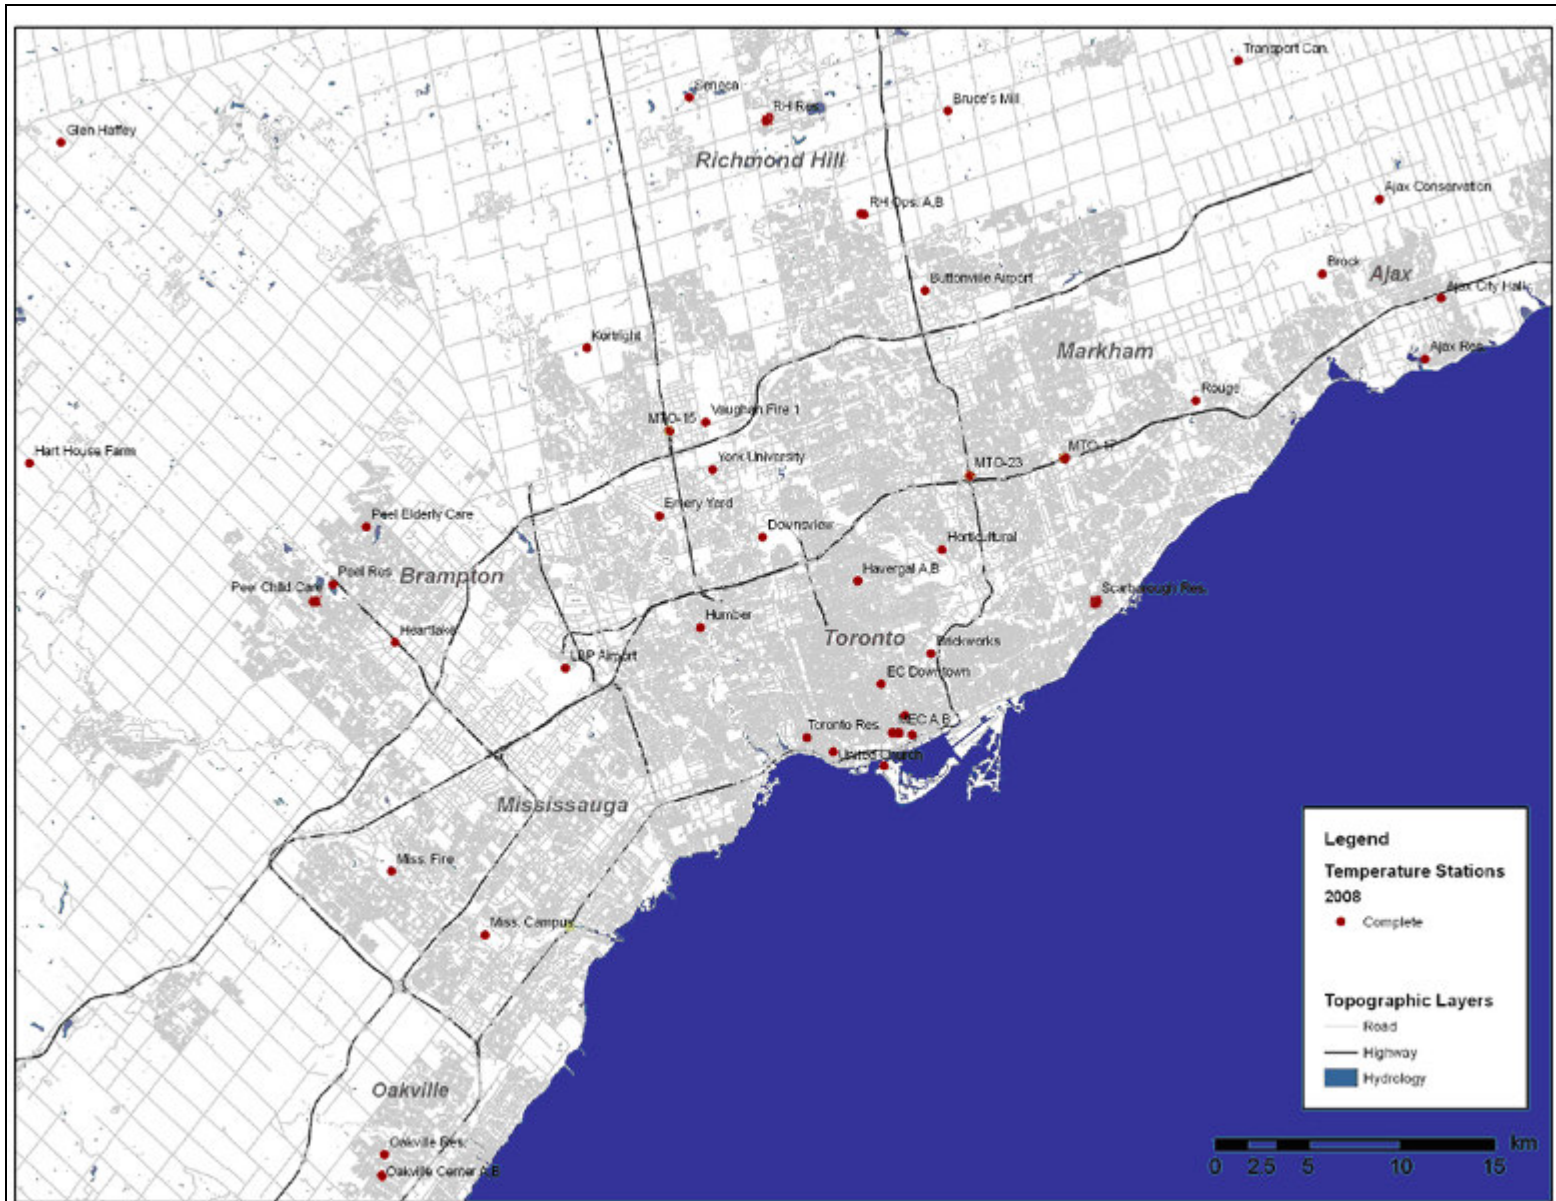 Transport Can.
Seneca
RH Res.
Bruce's Mill
Glen Haffey
Richmond Hill
Ajax Conservation
RH Ops. A,B
Brock
Ajax
Buttonville Airport
Ajax City Hall
Kortright
Markham
Ajax Res.
Rouge
MTO-15
Vaughan Fire 1
Hart House Farm
York University
MTO-23
MTO-17
Peel Elderly Care
Emery Yard
Downsview
Horticultural
Peel Res.
Brampton
Havergal A,B
Peel Child Care
Scarborough Res.
Heartlake
Humber
Toronto
Brickworks
LBP Airport
EC Downtown
Toronto Res.
MEC A,B
United Church
Mississauga
Miss. Fire
Miss. Campus
Oakville
Oakville Res.
Oakville Center A,B
Legend
Temperature Stations
2008
Complete
Topographic Layers
Road
Highway
Hydrology
km
0 2.5 5 10 15